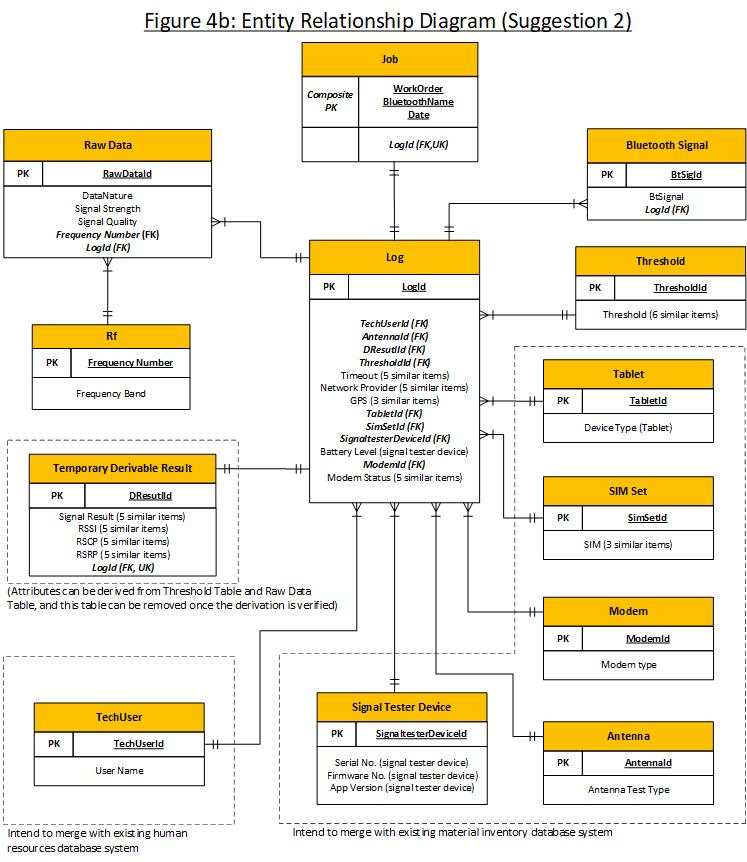 Figure 4b: Entity Relationship Diagram (Suggestion 2)
Job
Composite PK
WorkOrder
BluetoothName
Date
LogId (FK,UK)
Raw Data
PK RawDataId
DataNature
Signal Strength
Signal Quality
Frequency Number (FK)
LogId (FK)
Bluetooth Signal
PK BtSigId
BtSignal
LogId (FK)
Log
PK LogId
TechUserId (FK)
AntennaId (FK)
DResutlId (FK)
ThresholdId (FK)
Timeout (5 similar items)
Network Provider (5 similar items)
GPS (3 similar items)
TabletId (FK)
SimSetId (FK)
SignaltesterDeviceId (FK)
Battery Level (signal tester device)
ModemId (FK)
Modem Status (5 similar items)
Threshold
PK ThresholdId
Threshold (6 similar items)
Rf
PK Frequency Number
Frequency Band
Tablet
PK TabletId
Device Type (Tablet)
Temporary Derivable Result
PK DResutlId
Signal Result (5 similar items)
RSSI (5 similar items)
RSCP (5 similar items)
RSRP (5 similar items)
LogId (FK, UK)
(Attributes can be derived from Threshold Table and Raw Data
Table, and this table can be removed once the derivation is verified)
SIM Set
PK SimSetId
SIM (3 similar items)
Modem
PK ModemId
Modem type
TechUser
PK TechUserId
User Name
Intend to merge with existing human
resources database system
Signal Tester Device
PK SignaltesterDeviceId
Serial No. (signal tester device)
Firmware No. (signal tester device)
App Version (signal tester device)
Antenna
PK AntennaId
Antenna Test Type
Intend to merge with existing material inventory database system